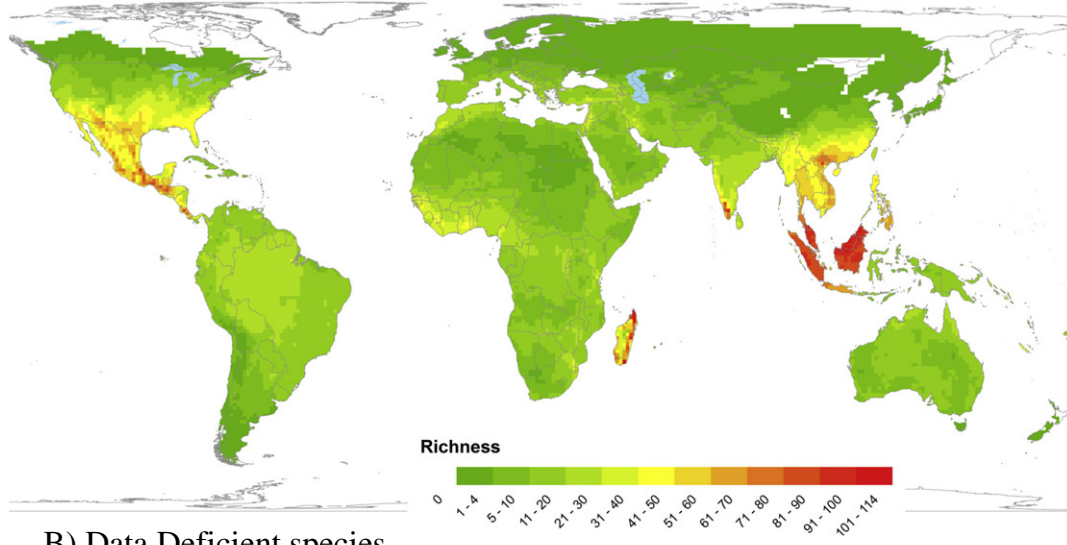 Richness
0
1 - 4
5 - 10
11 - 20
21 - 30
31 - 40
41 - 50
51 - 60
61 - 70
71 - 80
81 - 90
91 - 100
101 - 114
B) Data Deficient species